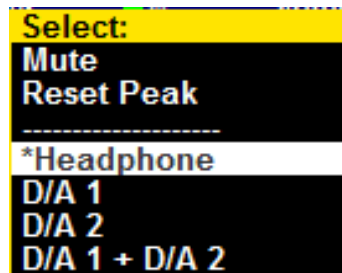 Select:
Mute
Reset Peak
--------------------
*Headphone
D/A 1
D/A 2
D/A 1 + D/A 2